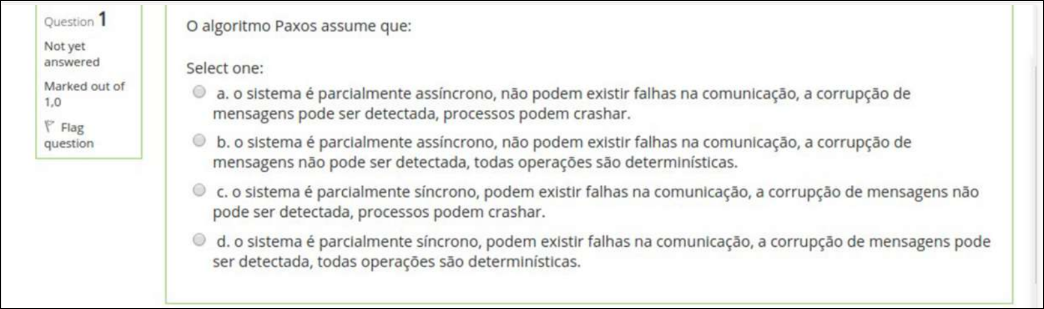 Question 1
Not yet
answered
Marked out of
1,0
Flag
question
O algoritmo Paxos assume que:
Select one:
a. o sistema é parcialmente assíncrono, não podem existir falhas na comunicação, a corrupção de
mensagens pode ser detectada, processos podem crashar.
b. o sistema é parcialmente assíncrono, não podem existir falhas na comunicação, a corrupção de
mensagens não pode ser detectada, todas operações são determinísticas.
c. o sistema é parcialmente síncrono, podem existir falhas na comunicação, a corrupção de mensagens não
pode ser detectada, processos podem crashar.
d. o sistema é parcialmente síncrono, podem existir falhas na comunicação, a corrupção de mensagens pode
ser detectada, todas operações são determinísticas.